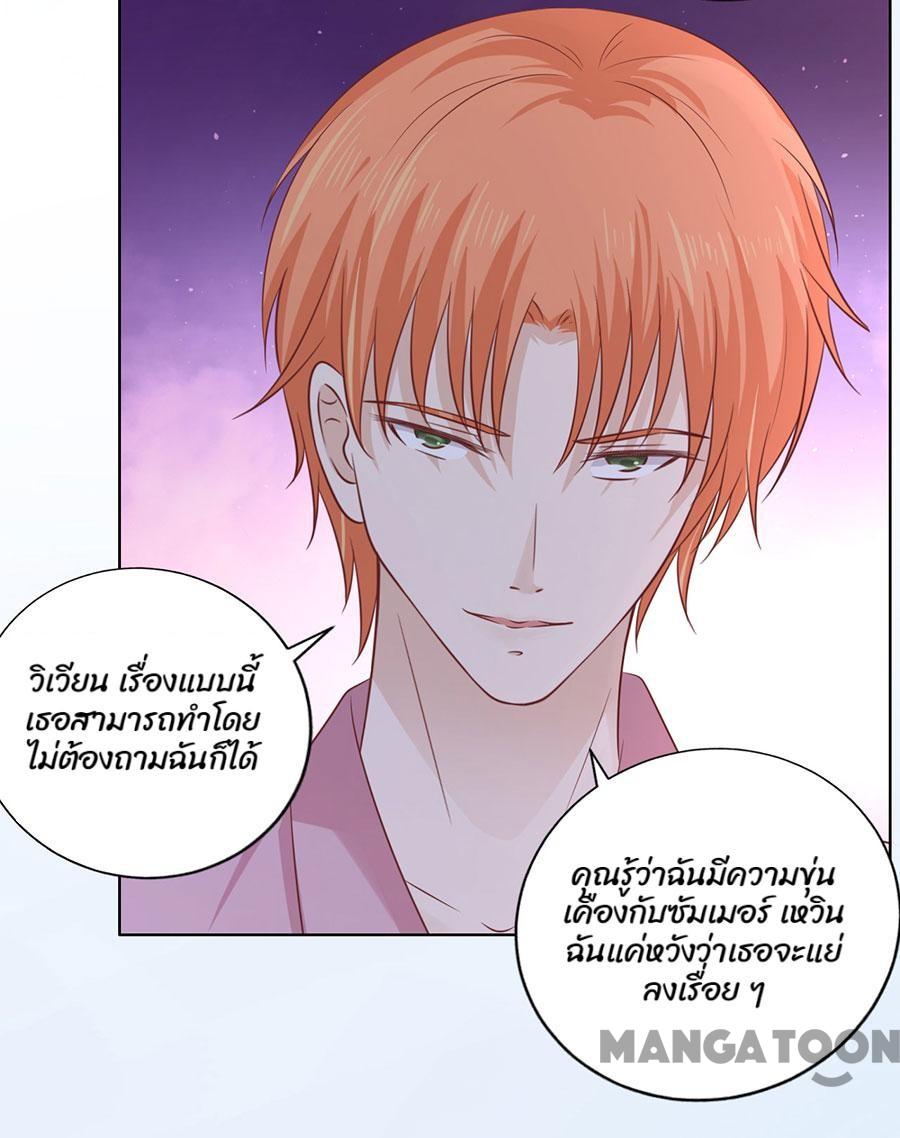 วิเวียน เรื่องแบบนี้
เธอสามารถทำโดย
ไม่ต้องถามฉันก็ได้
คุณรู้ว่าฉันมีความขุ่น
เคืองกับซัมเมอร์ เหวิน
ฉันแค่หวังว่าเธอจะแย่
ลงเรื่อย ๆ
MANGATOON